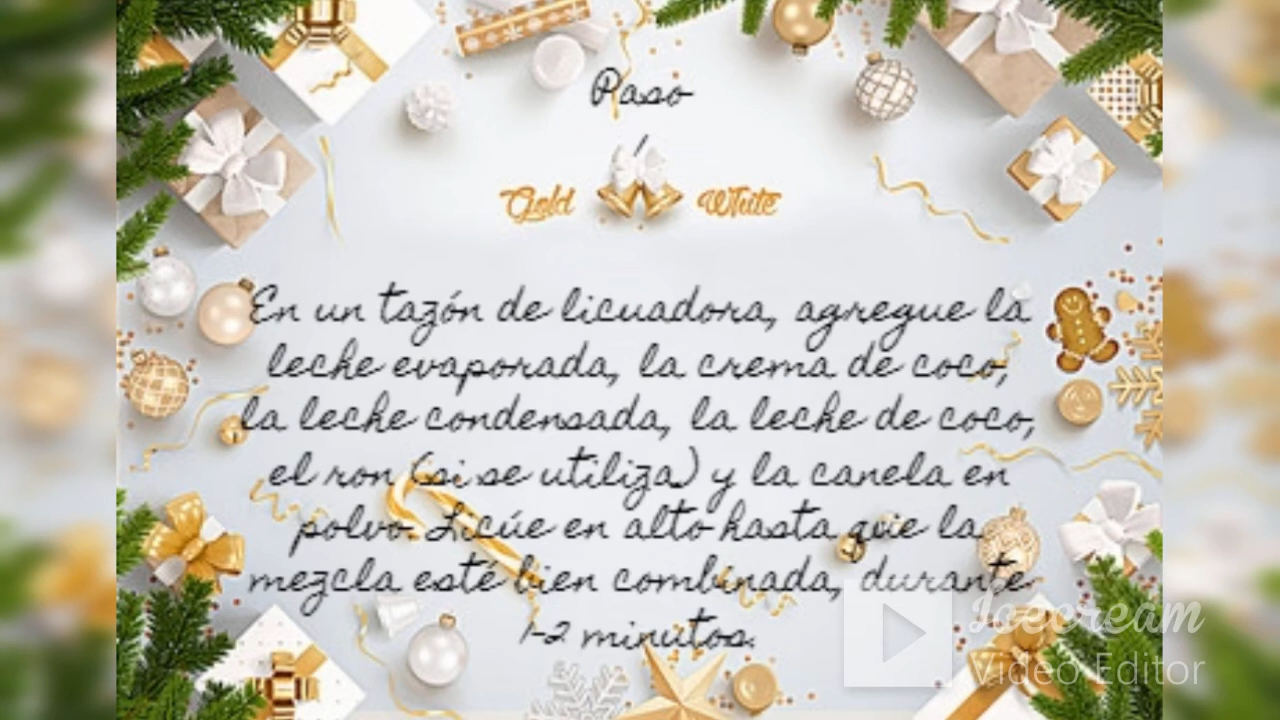 Paso
1
Gold White
En un tazón de licuadora, agregue la
leche evaporada, la crema de coco,
la leche condensada, la leche de coco,
el ron (si se utiliza) y la canela en
polvo. Licúe en alto hasta que la
mezcla esté bien combinada, durante
1-2 minutos.
Icecream
Video Editor